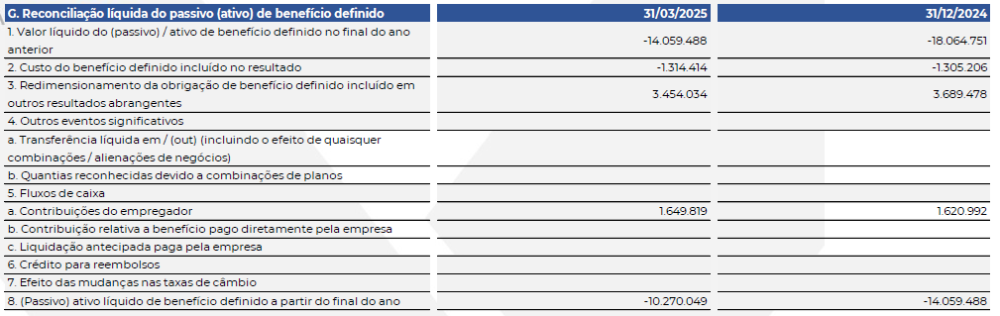 G. Reconciliação líquida do passivo (ativo) de benefício definido 31/03/2025 31/12/2024
1. Valor líquido do (passivo) / ativo de benefício definido no final do ano
anterior -14.059.488 -18.064.751
2. Custo do benefício definido incluído no resultado -1.314.414 -1.305.206
3. Redimensionamento da obrigação de benefício definido incluído em
outros resultados abrangentes 3.454.034 3.689.478
4. Outros eventos significativos
a. Transferência líquida em / (out) (incluindo o efeito de quaisquer
combinações / alienações de negócios)
b. Quantias reconhecidas devido a combinações de planos
5. Fluxos de caixa
a. Contribuições do empregador 1.649.819 1.620.992
b. Contribuição relativa a benefício pago diretamente pela empresa
c. Liquidação antecipada paga pela empresa
6. Crédito para reembolsos
7. Efeito das mudanças nas taxas de câmbio
8. (Passivo) ativo líquido de benefício definido a partir do final do ano -10.270.049 -14.059.488